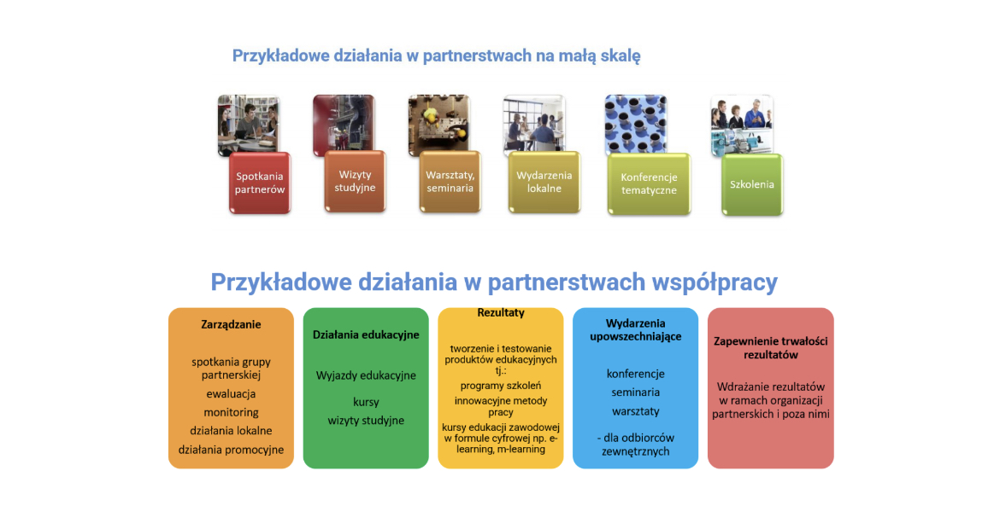 Przykładowe działania w partnerstwach na małą skalę
Spotkania
partnerów
Wizyty
studyjne
Warsztaty,
seminaria
Wydarzenia
lokalne
Konferencje
tematyczne
Szkolenia
Przykładowe działania w partnerstwach współpracy
Zarządzanie
spotkania grupy
partnerskiej
ewaluacja
monitoring
działania lokalne
działania promocyjne
Działania edukacyjne
Wyjazdy edukacyjne
kursy
wizyty studyjne
Rezultaty
tworzenie i testowanie
produktów edukacyjnych
tj.:
programy szkoleń
innowacyjne metody
pracy
kursy edukacji zawodowej
w formule cyfrowej np. e-
learning, m-learning
Wydarzenia
upowszechniające
konferencje
seminaria
warsztaty
- dla odbiorców
zewnętrznych
Zapewnienie trwałości
rezultatów
Wdrażanie rezultatów
w ramach organizacji
partnerskich i poza nimi